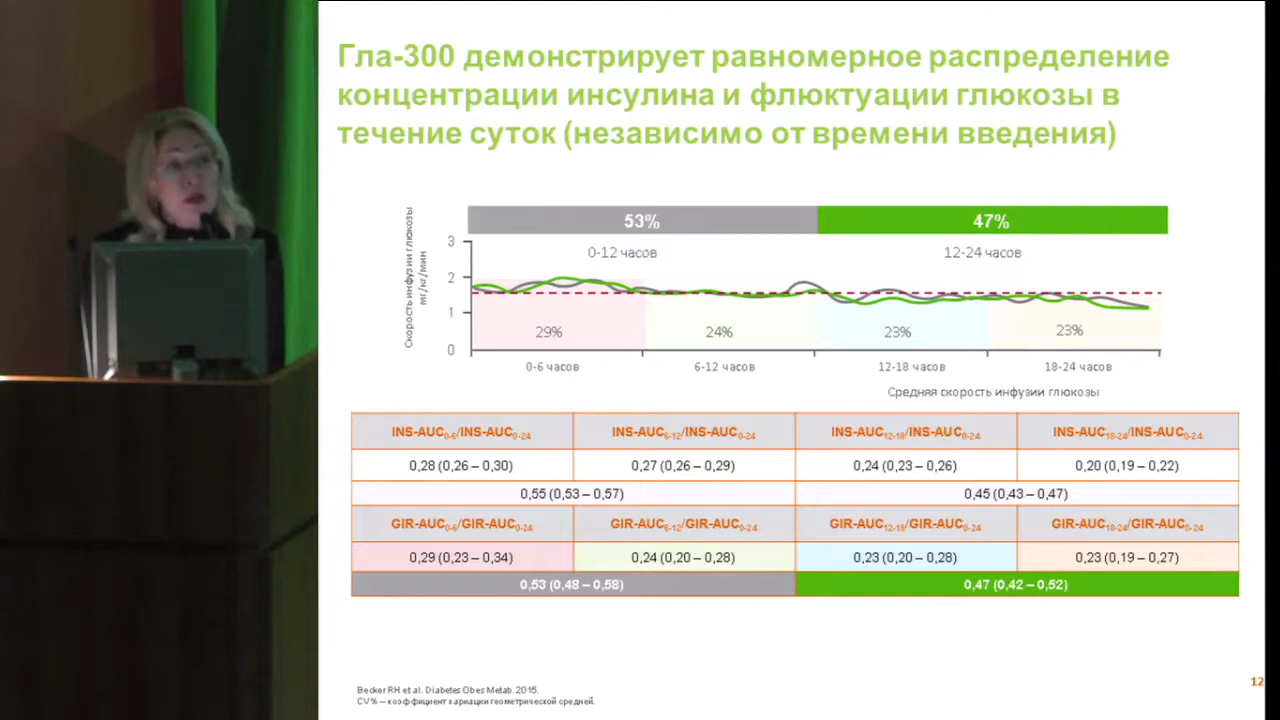 Гла-300 демонстрирует равномерное распределение
концентрации инсулина и флюктуации глюкозы в
течение суток (независимо от времени введения)
53%
47%
Скорость инфузии глюкозы
мг/кг/мин
3
2
1
0
0-12 часов
12-24 часов
29%
24%
23%
23%
0-6 часов
6-12 часов
12-18 часов
18-24 часов
Средняя скорость инфузии глюкозы
INS-AUC0-6/INS-AUC0-24
INS-AUC6-12/INS-AUC0-24
INS-AUC12-18/INS-AUC0-24
INS-AUC18-24/INS-AUC0-24
0,28 (0,26 – 0,30)
0,27 (0,26 – 0,29)
0,24 (0,23 – 0,26)
0,20 (0,19 – 0,22)
0,55 (0,53 – 0,57)
0,45 (0,43 – 0,47)
GIR-AUC0-6/GIR-AUC0-24
GIR-AUC6-12/GIR-AUC0-24
GIR-AUC12-18/GIR-AUC0-24
GIR-AUC18-24/GIR-AUC0-24
0,29 (0,23 – 0,34)
0,24 (0,20 – 0,28)
0,23 (0,20 – 0,28)
0,23 (0,19 – 0,27)
0,53 (0,48 – 0,58)
0,47 (0,42 – 0,52)
12
Becker RH et al. Diabetes Obes Metab. 2015.
CV% – коэффициент вариации геометрической средней.